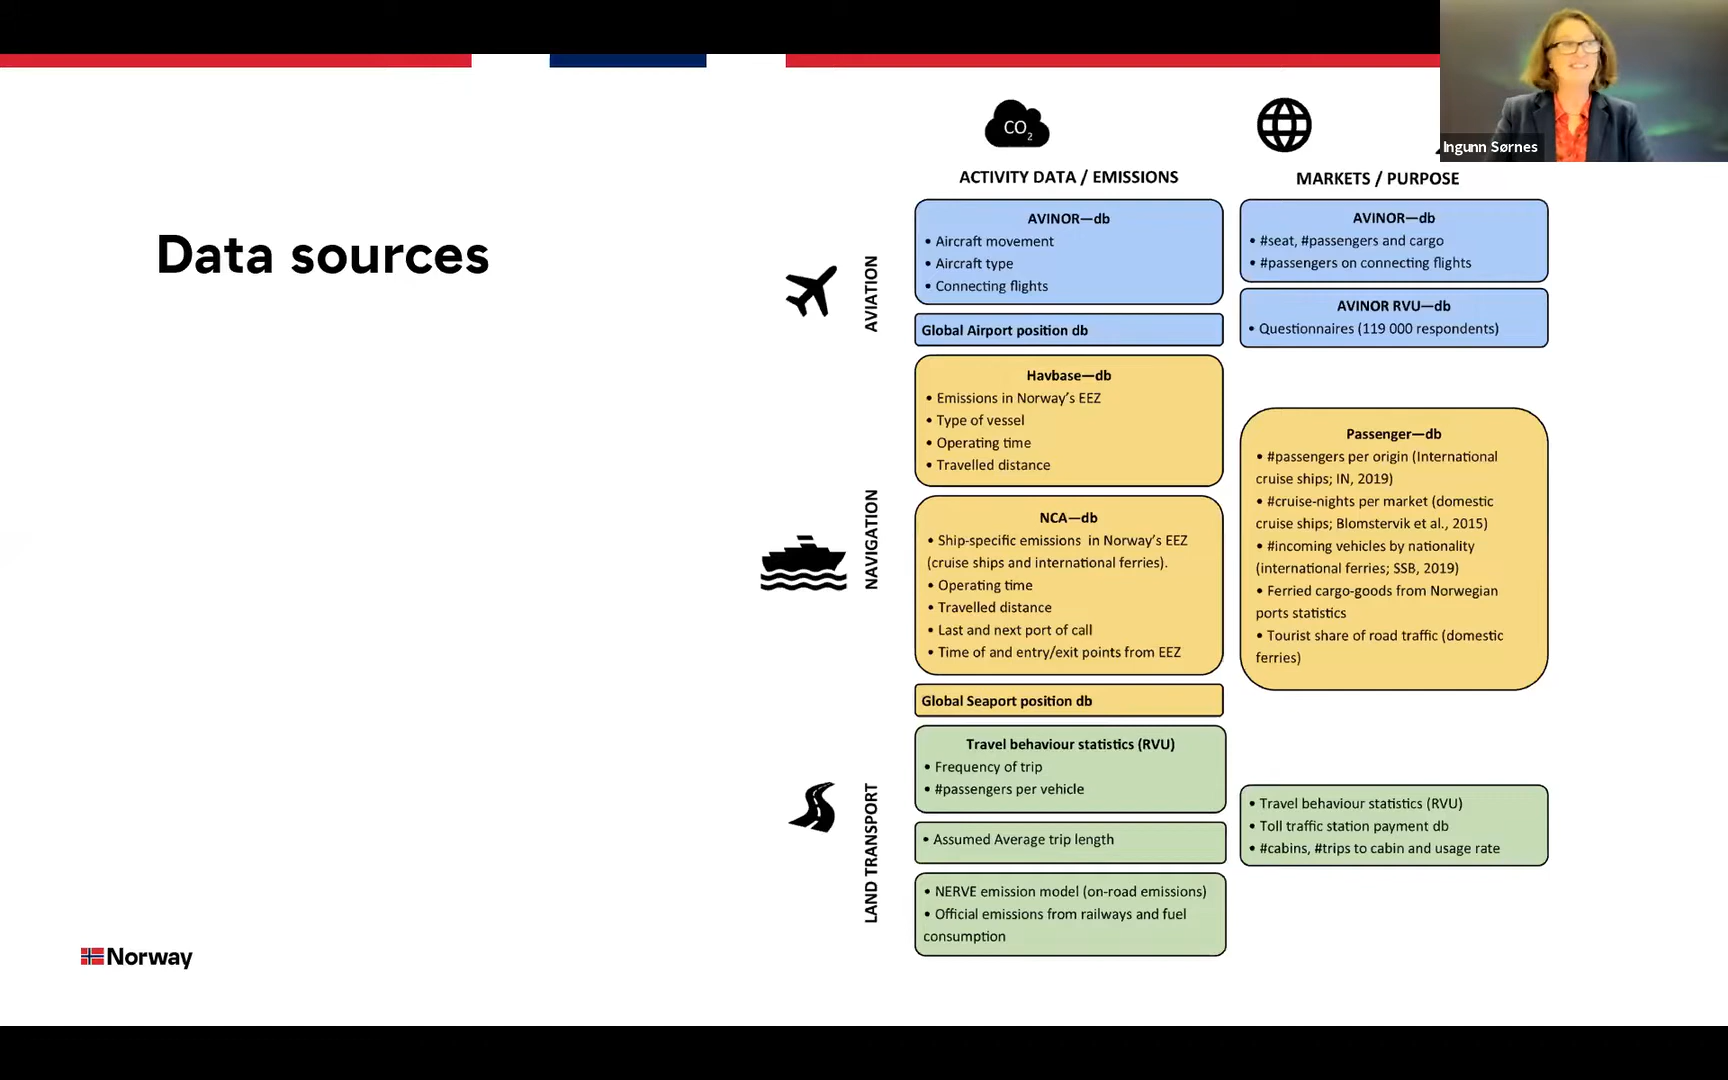 Ingunn Sørnes
CO2
ACTIVITY DATA / EMISSIONS
MARKETS / PURPOSE
Data sources
AVIATION
AVINOR—db
• Aircraft movement
• Aircraft type
• Connecting flights
Global Airport position db
AVINOR—db
• #seat, #passengers and cargo
• #passengers on connecting flights
AVINOR RVU—db
• Questionnaires (119 000 respondents)
NAVIGATION
Havbase—db
• Emissions in Norway’s EEZ
• Type of vessel
• Operating time
• Travelled distance
NCA—db
• Ship-specific emissions in Norway’s EEZ
(cruise ships and international ferries).
• Operating time
• Travelled distance
• Last and next port of call
• Time of and entry/exit points from EEZ
Global Seaport position db
Passenger—db
• #passengers per origin (International
cruise ships; IN, 2019)
• #cruise-nights per market (domestic
cruise ships; Blomstervik et al., 2015)
• #incoming vehicles by nationality
(international ferries; SSB, 2019)
• Ferried cargo-goods from Norwegian
ports statistics
• Tourist share of road traffic (domestic
ferries)
LAND TRANSPORT
Travel behaviour statistics (RVU)
• Frequency of trip
• #passengers per vehicle
• Assumed Average trip length
• NERVE emission model (on-road emissions)
• Official emissions from railways and fuel
consumption
• Travel behaviour statistics (RVU)
• Toll traffic station payment db
• #cabins, #trips to cabin and usage rate
Norway